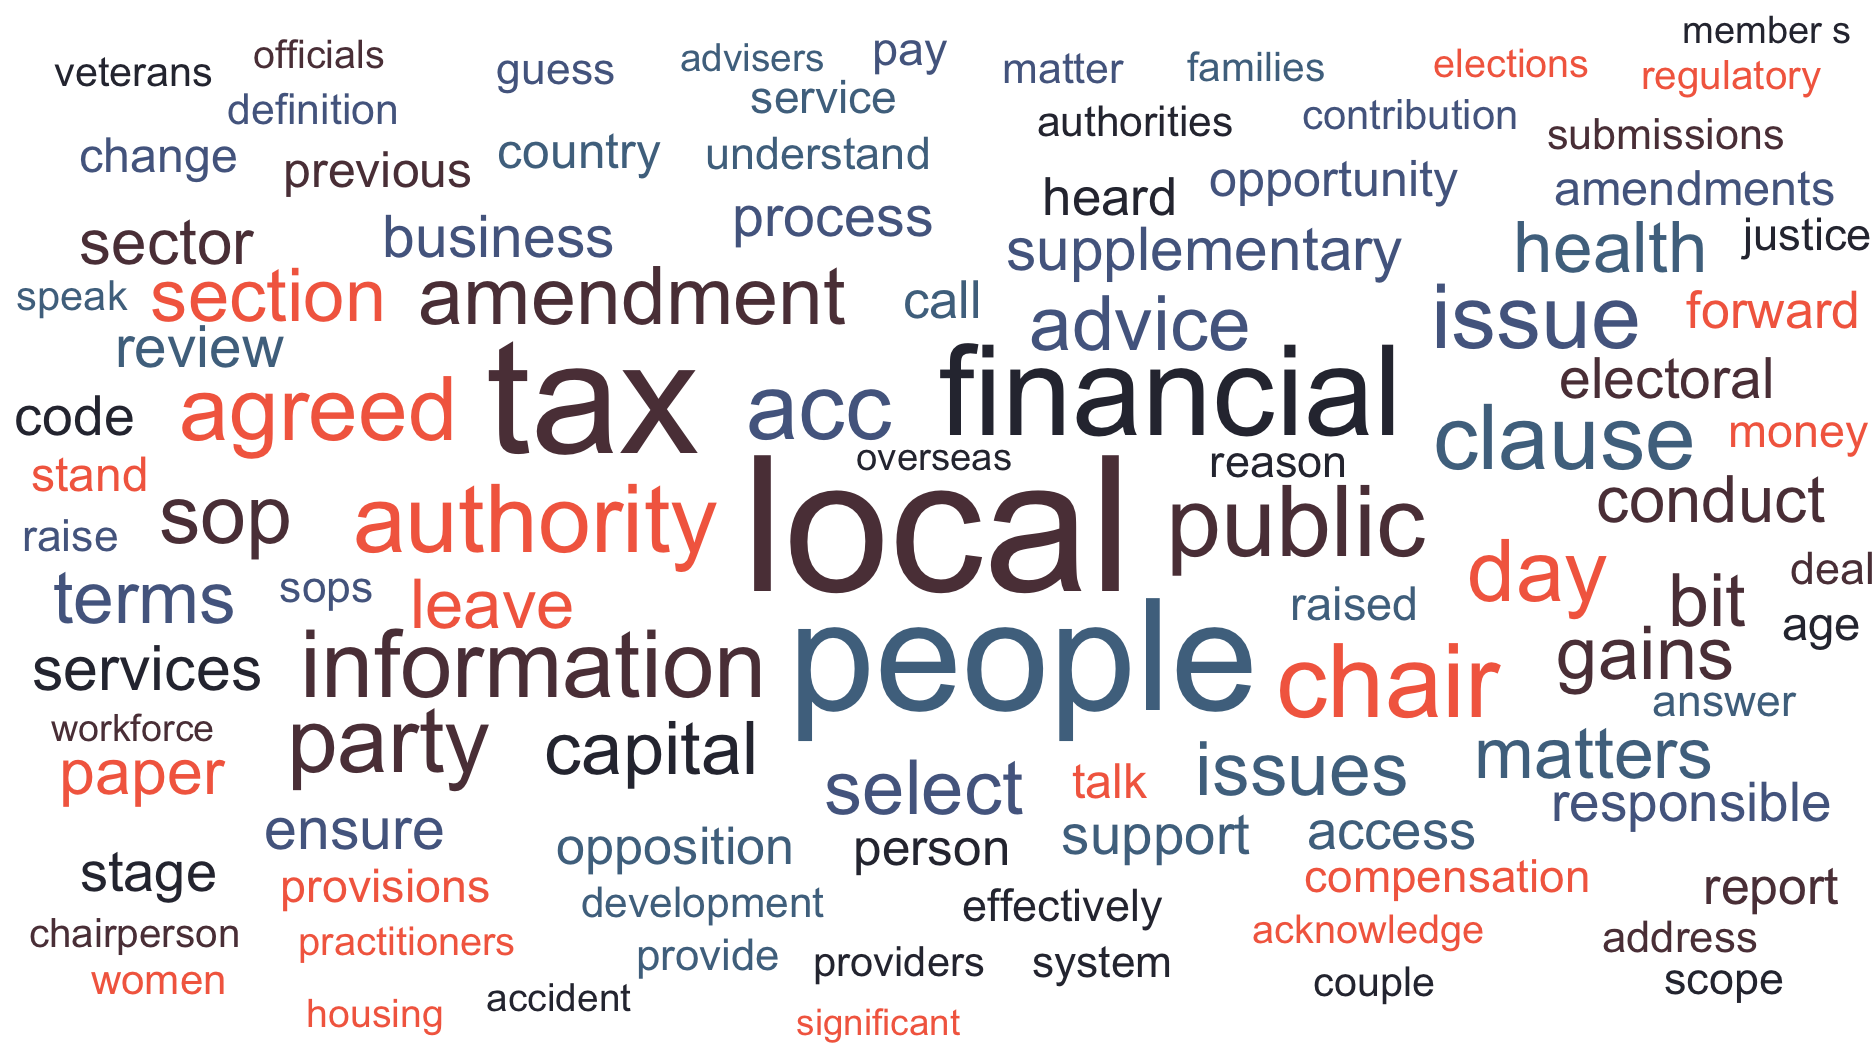 member s
veterans officials guess advisers pay matter families elections regulatory
definition service authorities contribution submissions
change previous country understand heard opportunity amendments
sector business process supplementary health justice
speak section amendment call advice issue forward
review tax acc financial electoral
code agreed overseas reason clause money
stand sop authority local public conduct
raise terms sops leave raised day bit deal
age
services information people chair gains
answer
workforce party capital issues matters
paper select talk responsible
ensure opposition person support access
stage provisions development effectively compensation report
chairperson practitioners provide providers system acknowledge address
women housing accident significant couple scope